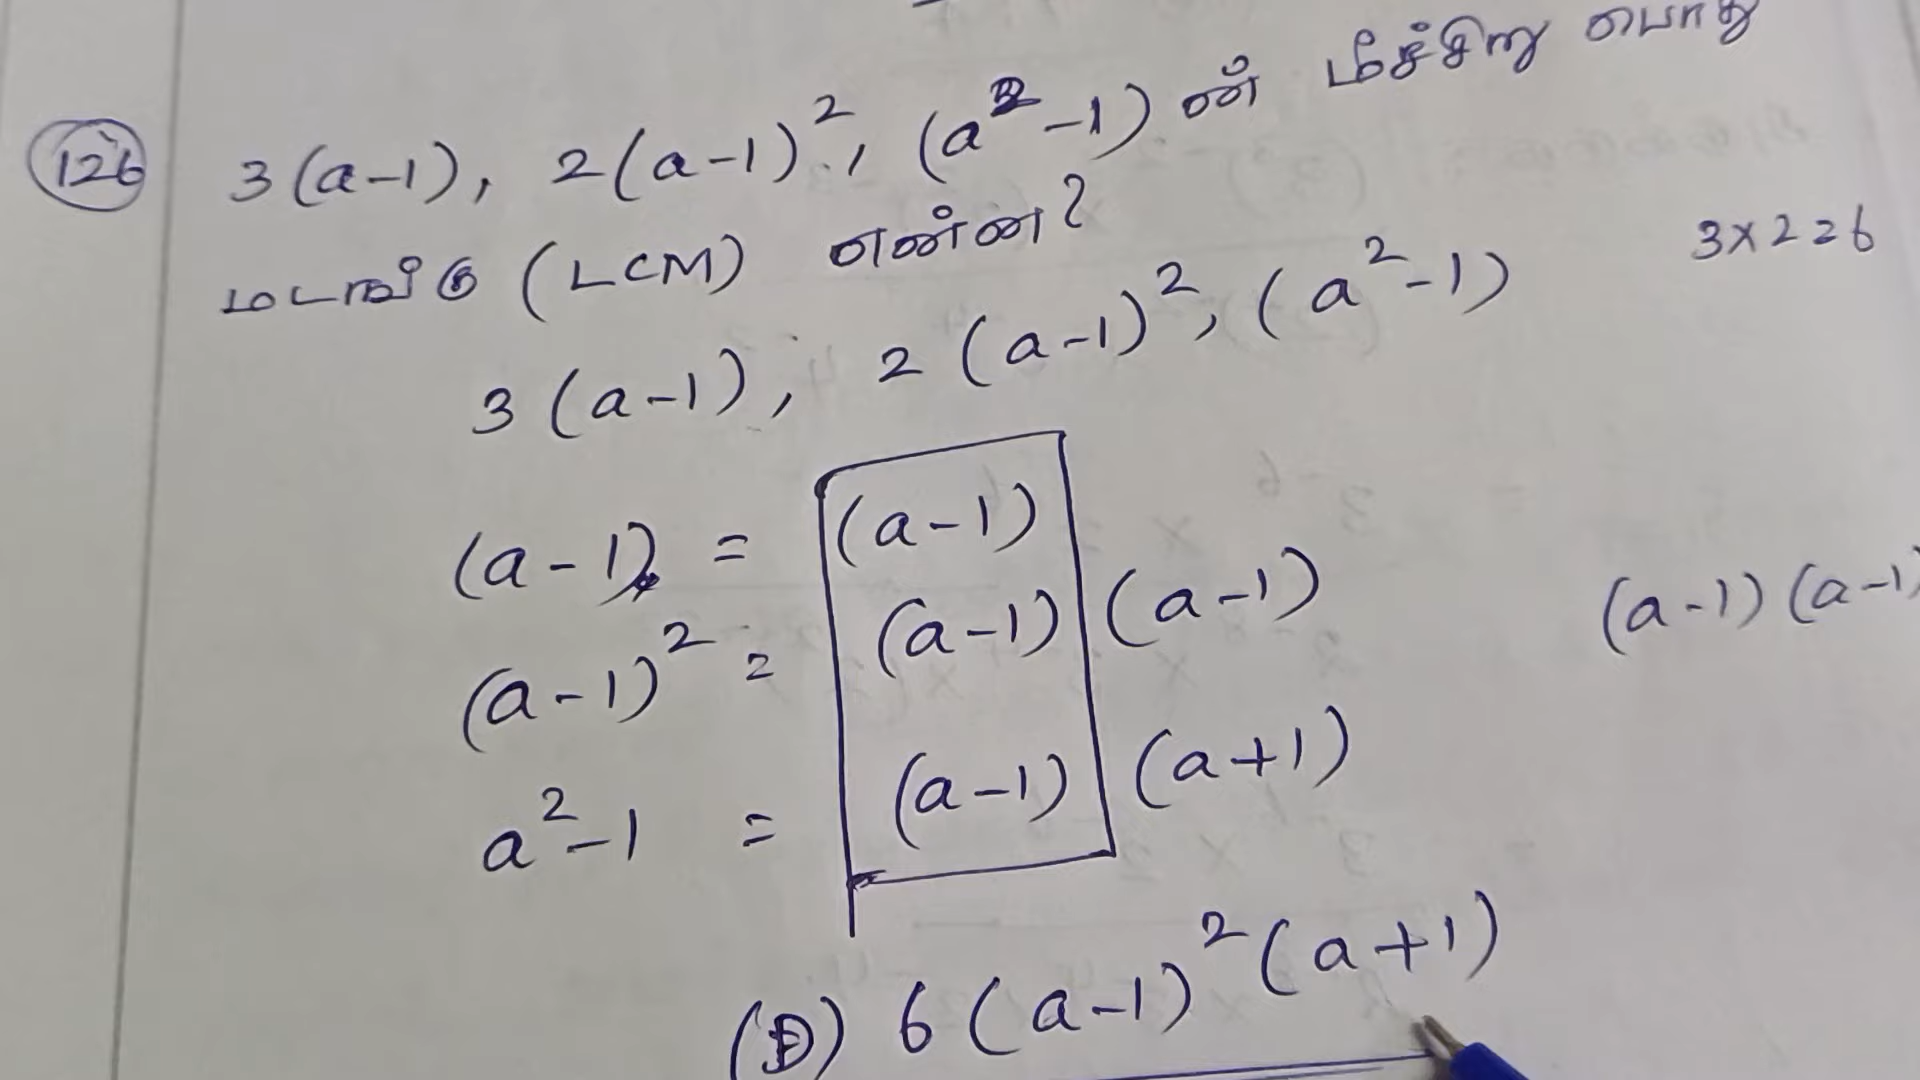 126 3(a-1), 2(a-1)², (a²-1) ன் மீச்சிறு பொது
மடங்கு (LCM) என்ன?
3×2=6
3(a-1), 2(a-1)², (a²-1)
(a-1) = (a-1)
(a-1)² = (a-1)(a-1)
(a-1)(a-1)
a²-1 = (a-1)(a+1)
(D) 6(a-1)²(a+1)